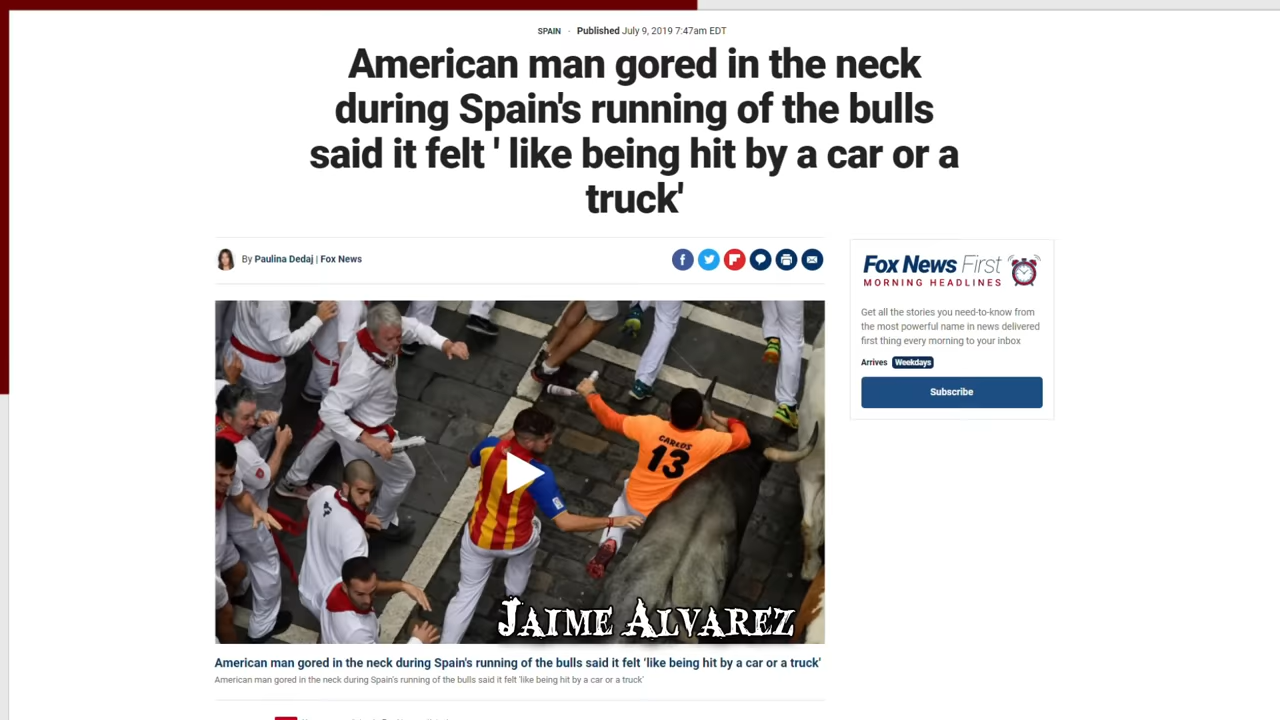 SPAIN · Published July 9, 2019 7:47am EDT
American man gored in the neck
during Spain's running of the bulls
said it felt ' like being hit by a car or a
truck'
By Paulina Dedaj | Fox News
Fox News First
MORNING HEADLINES
Get all the stories you need-to-know from
the most powerful name in news delivered
first thing every morning to your inbox
Arrives Weekdays
Subscribe
CARLOS
13
JAIME ALVAREZ
American man gored in the neck during Spain's running of the bulls said it felt 'like being hit by a car or a truck'
American man gored in the neck during Spain's running of the bulls said it felt 'like being hit by a car or a truck'